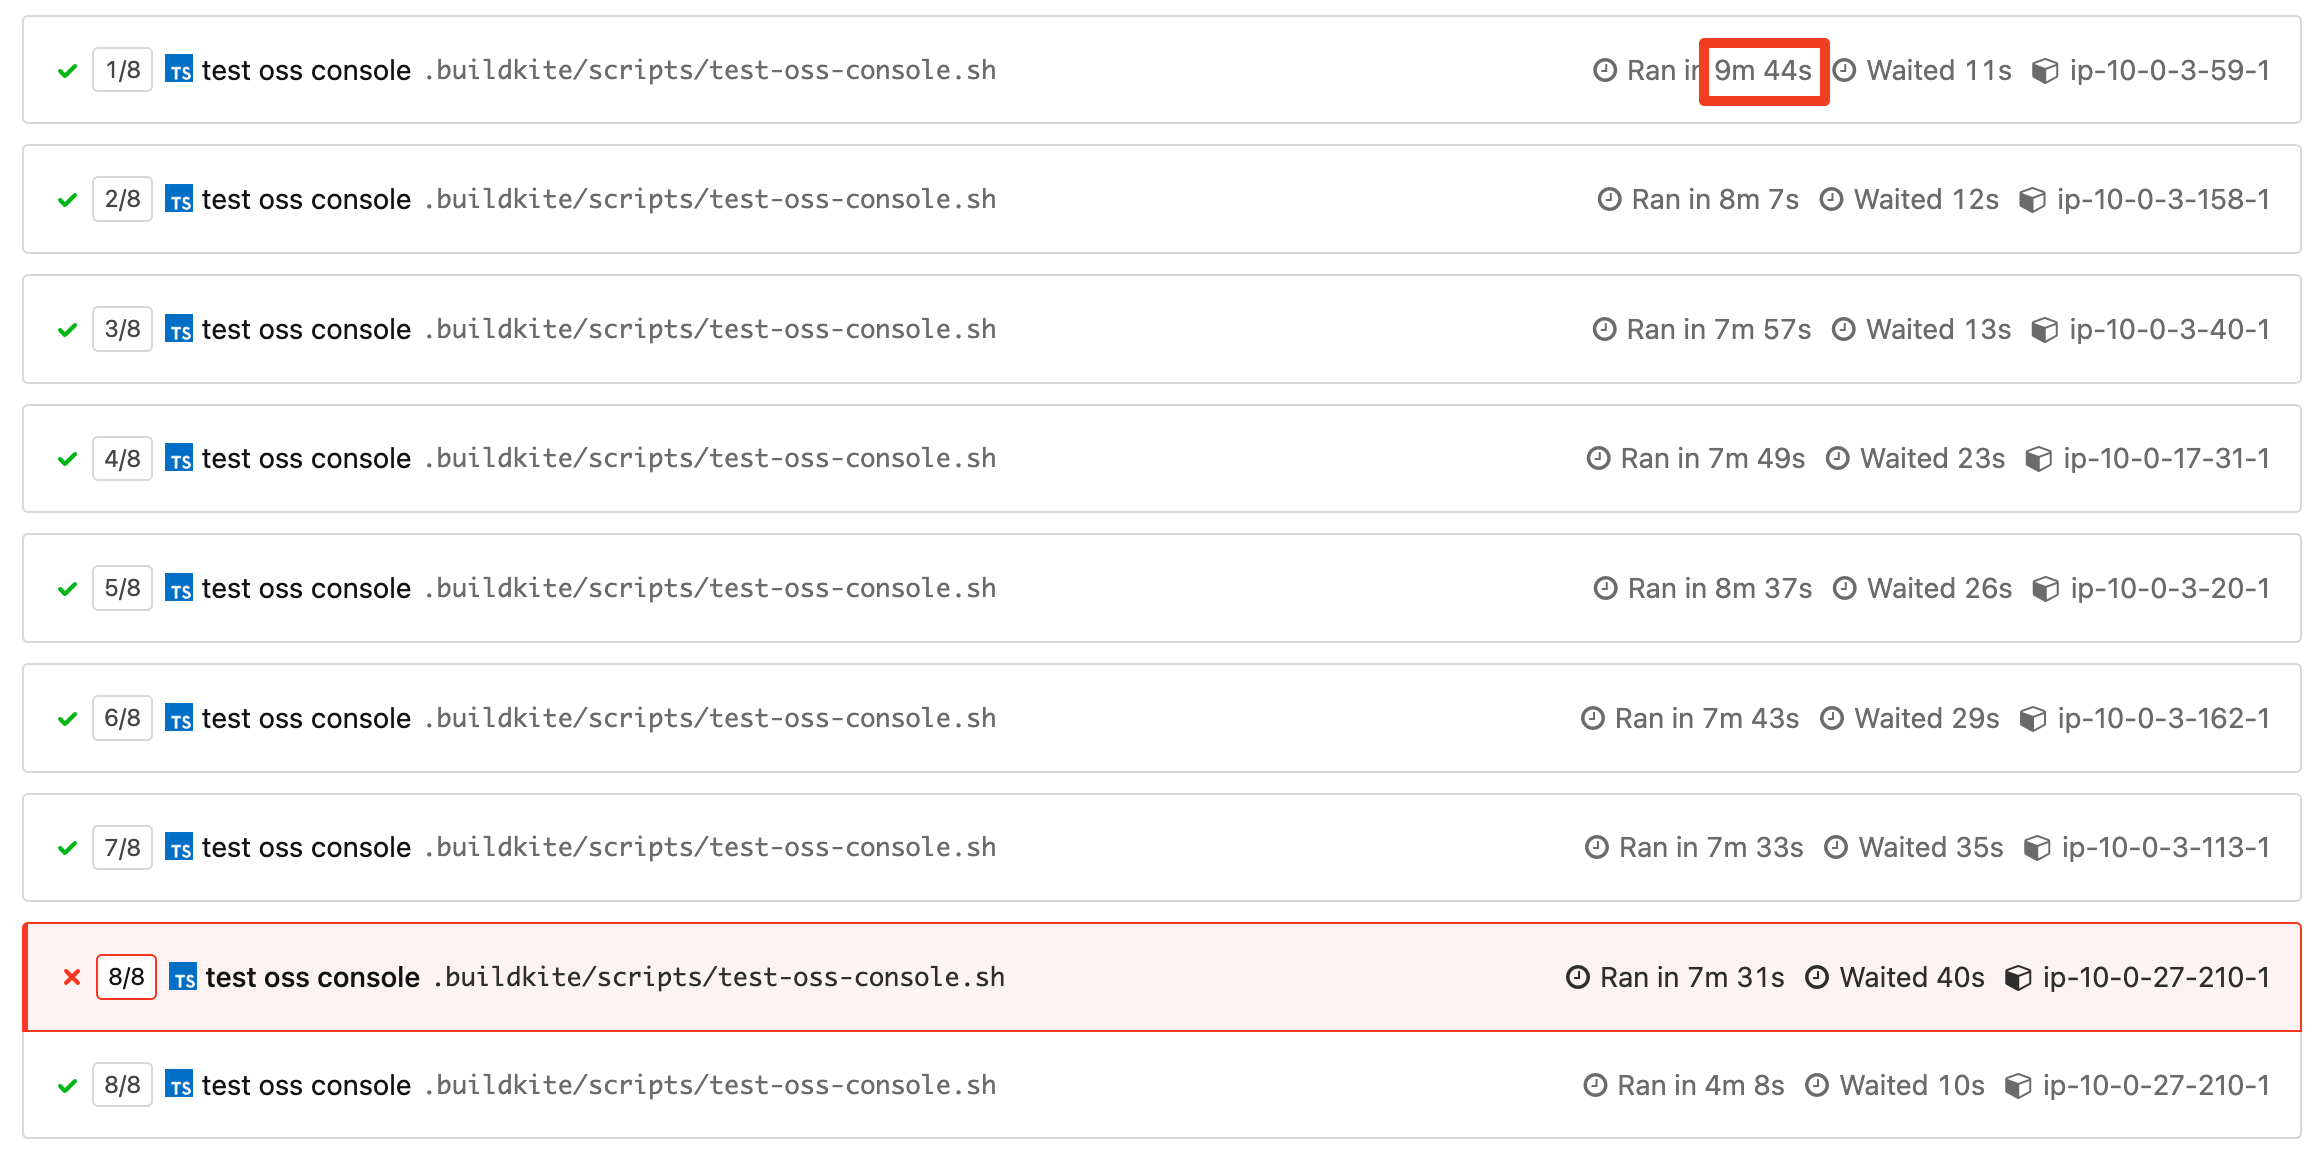 1/8 TS test oss console .buildkite/scripts/test-oss-console.sh Ran in 9m 44s Waited 11s ip-10-0-3-59-1
2/8 TS test oss console .buildkite/scripts/test-oss-console.sh Ran in 8m 7s Waited 12s ip-10-0-3-158-1
3/8 TS test oss console .buildkite/scripts/test-oss-console.sh Ran in 7m 57s Waited 13s ip-10-0-3-40-1
4/8 TS test oss console .buildkite/scripts/test-oss-console.sh Ran in 7m 49s Waited 23s ip-10-0-17-31-1
5/8 TS test oss console .buildkite/scripts/test-oss-console.sh Ran in 8m 37s Waited 26s ip-10-0-3-20-1
6/8 TS test oss console .buildkite/scripts/test-oss-console.sh Ran in 7m 43s Waited 29s ip-10-0-3-162-1
7/8 TS test oss console .buildkite/scripts/test-oss-console.sh Ran in 7m 33s Waited 35s ip-10-0-3-113-1
8/8 TS test oss console .buildkite/scripts/test-oss-console.sh Ran in 7m 31s Waited 40s ip-10-0-27-210-1
8/8 TS test oss console .buildkite/scripts/test-oss-console.sh Ran in 4m 8s Waited 10s ip-10-0-27-210-1